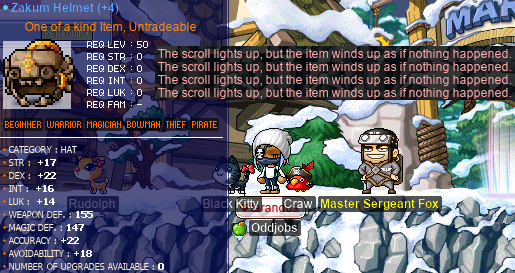 Zakum Helmet (+4)
One of a kind Item, Untradeable
REQ LEV : 50
REQ STR : 0
REQ DEX : 0
REQ INT : 0
REQ LUK : 0
REQ FAM : –
BEGINNER WARRIOR MAGICIAN BOWMAN THIEF PIRATE
CATEGORY : HAT
STR : +17
DEX : +22
INT : +16
LUK : +14
WEAPON DEF. : 155
MAGIC DEF. : 147
ACCURACY : +22
AVOIDABILITY : +18
NUMBER OF UPGRADES AVAILABLE : 0
The scroll lights up, but the item winds up as if nothing happened.
The scroll lights up, but the item winds up as if nothing happened.
The scroll lights up, but the item winds up as if nothing happened.
The scroll lights up, but the item winds up as if nothing happened.
MAR
Rudolph
Black Kitty
Craw
Master Sergeant Fox
Oddjobs